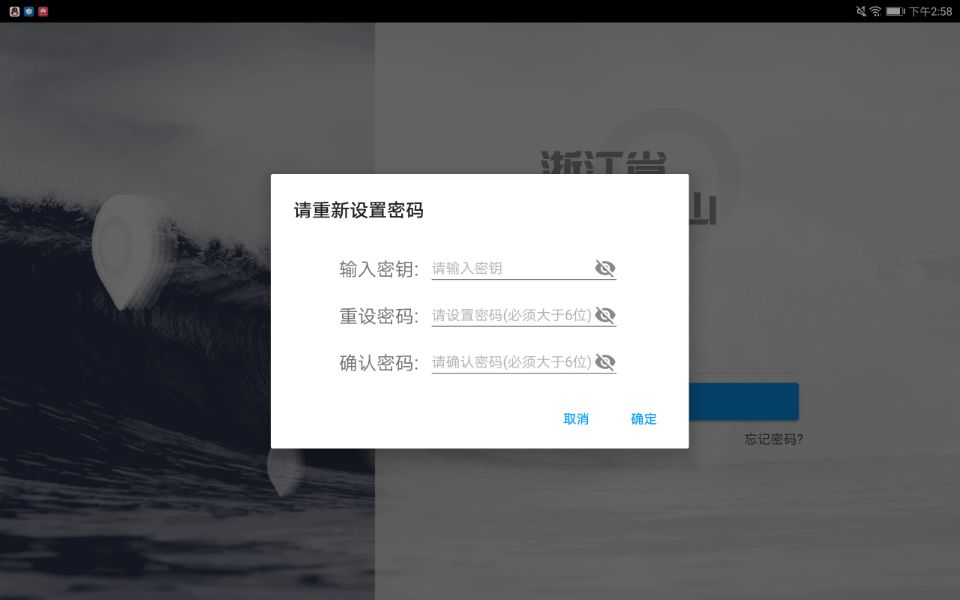 下午2:58
浙江省
山
请重新设置密码
输入密钥: 请输入密钥
重设密码: 请设置密码(必须大于6位)
确认密码: 请确认密码(必须大于6位)
取消 确定
忘记密码?